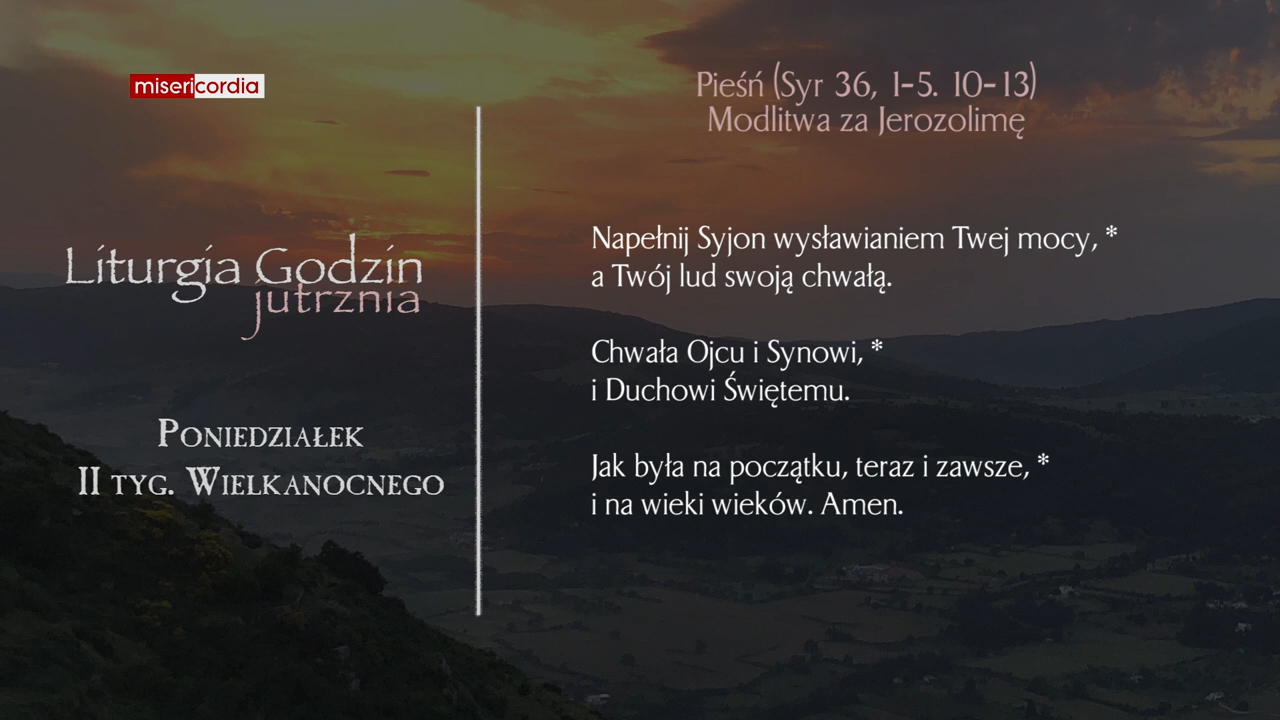 misericordia
Liturgia Godzin
jutrznia
Poniedziałek
II tyg. Wielkanocnego
Pieśń (Syr 36, 1-5. 10-13)
Modlitwa za Jerozolimę
Napełnij Syjon wysławianiem Twej mocy, *
a Twój lud swoją chwałą.
Chwała Ojcu i Synowi, *
i Duchowi Świętemu.
Jak była na początku, teraz i zawsze, *
i na wieki wieków. Amen.